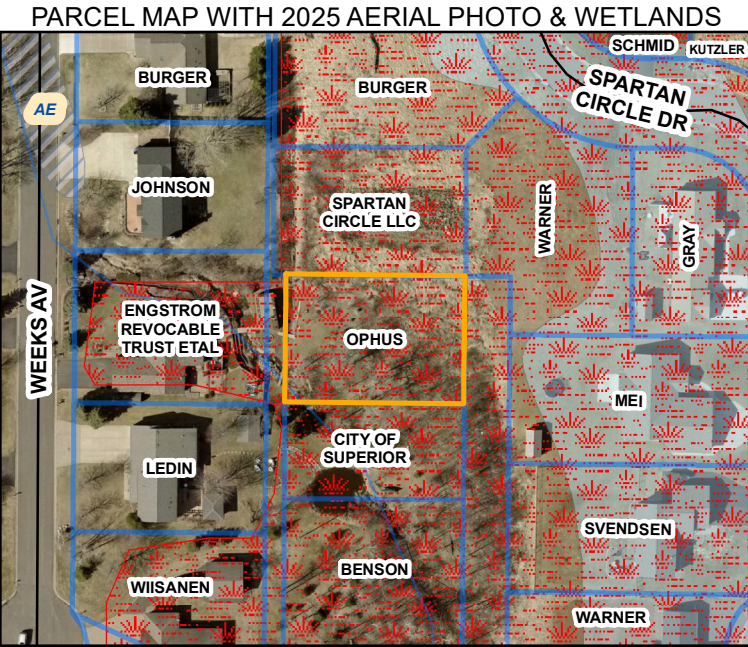 PARCEL MAP WITH 2025 AERIAL PHOTO & WETLANDS
SCHMID
KUTZLER
BURGER
BURGER
SPARTAN
CIRCLE DR
AE
JOHNSON
SPARTAN
CIRCLE LLC
WARNER
GRAY
ENGSTROM
REVOCABLE
TRUST ETAL
OPHUS
WEEKS AV
MEI
CITY OF
SUPERIOR
LEDIN
SVENDSEN
BENSON
WIISANEN
WARNER